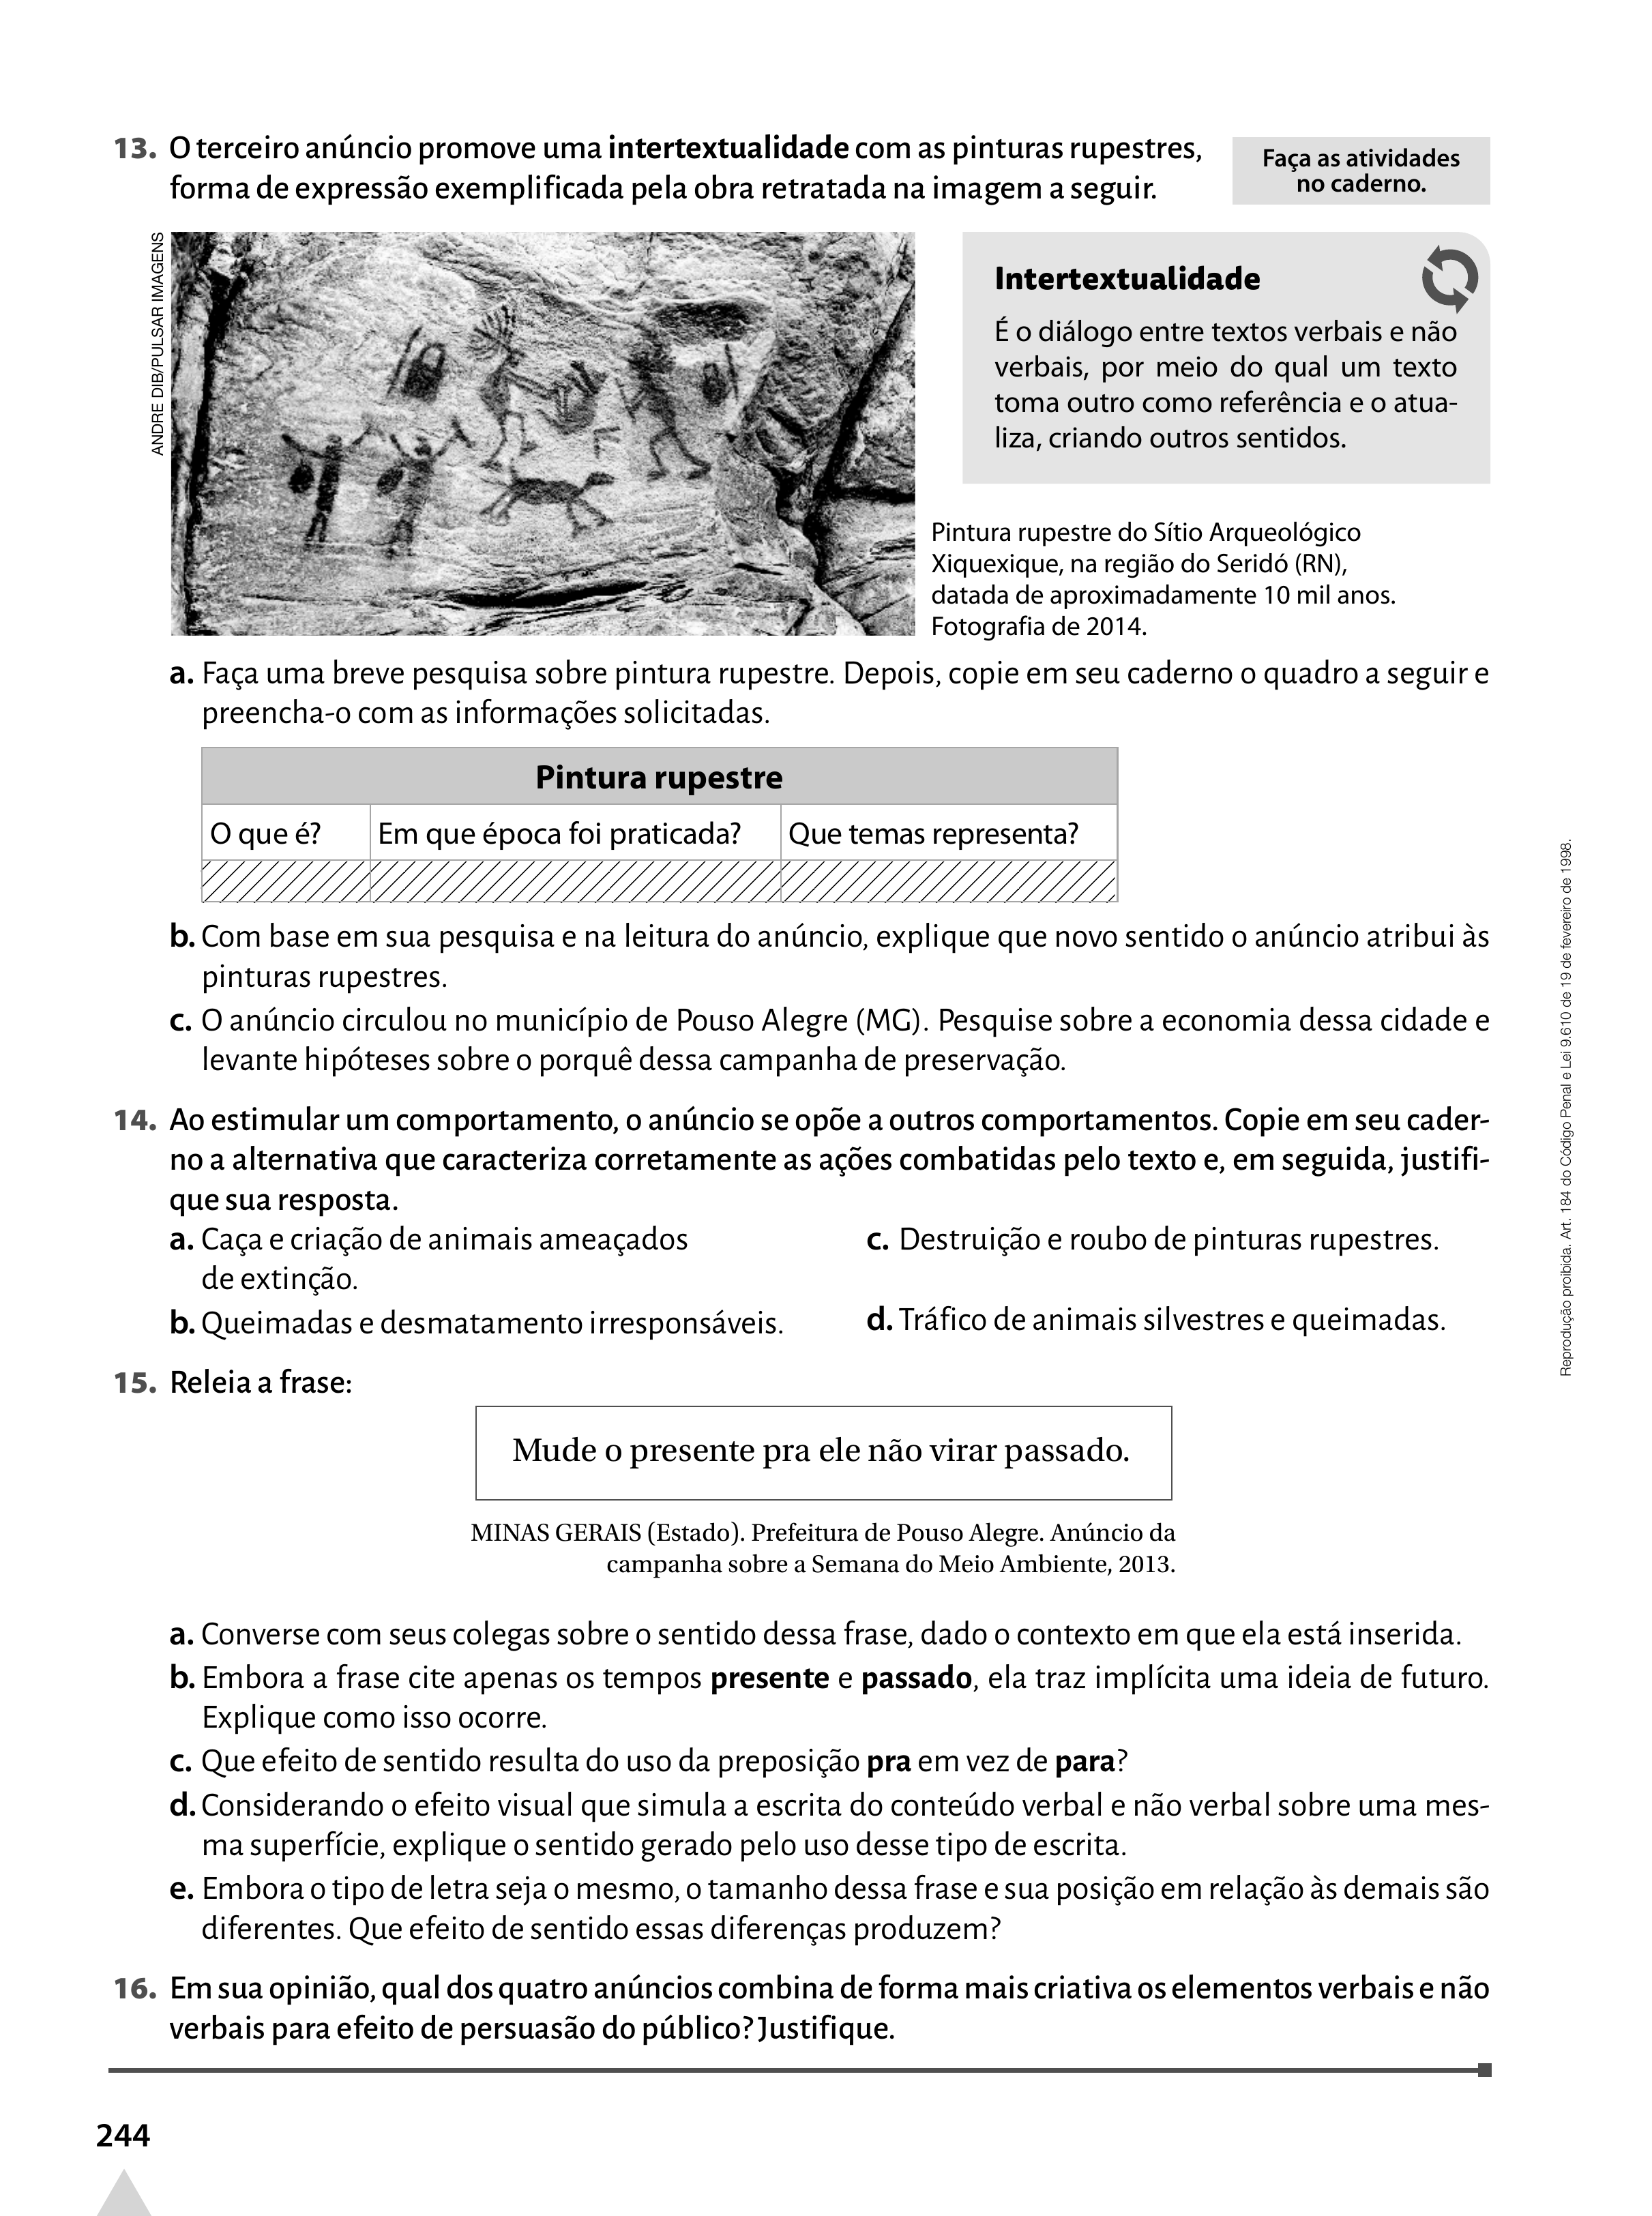 13. O terceiro anúncio promove uma intertextualidade com as pinturas rupestres,
forma de expressão exemplificada pela obra retratada na imagem a seguir.
Faça as atividades
no caderno.
ANDRE DIB/PULSAR IMAGENS
Intertextualidade
É o diálogo entre textos verbais e não
verbais, por meio do qual um texto
toma outro como referência e o atua-
liza, criando outros sentidos.
Pintura rupestre do Sítio Arqueológico
Xiquexique, na região do Seridó (RN),
datada de aproximadamente 10 mil anos.
Fotografia de 2014.
a. Faça uma breve pesquisa sobre pintura rupestre. Depois, copie em seu caderno o quadro a seguir e
preencha-o com as informações solicitadas.
Pintura rupestre
O que é? Em que época foi praticada? Que temas representa?
b. Com base em sua pesquisa e na leitura do anúncio, explique que novo sentido o anúncio atribui às
pinturas rupestres.
c. O anúncio circulou no município de Pouso Alegre (MG). Pesquise sobre a economia dessa cidade e
levante hipóteses sobre o porquê dessa campanha de preservação.
14. Ao estimular um comportamento, o anúncio se opõe a outros comportamentos. Copie em seu cader-
no a alternativa que caracteriza corretamente as ações combatidas pelo texto e, em seguida, justifi-
que sua resposta.
a. Caça e criação de animais ameaçados
de extinção.
b. Queimadas e desmatamento irresponsáveis.
c. Destruição e roubo de pinturas rupestres.
d. Tráfico de animais silvestres e queimadas.
15. Releia a frase:
Mude o presente pra ele não virar passado.
MINAS GERAIS (Estado). Prefeitura de Pouso Alegre. Anúncio da
campanha sobre a Semana do Meio Ambiente, 2013.
a. Converse com seus colegas sobre o sentido dessa frase, dado o contexto em que ela está inserida.
b. Embora a frase cite apenas os tempos presente e passado, ela traz implícita uma ideia de futuro.
Explique como isso ocorre.
c. Que efeito de sentido resulta do uso da preposição pra em vez de para?
d. Considerando o efeito visual que simula a escrita do conteúdo verbal e não verbal sobre uma mes-
ma superfície, explique o sentido gerado pelo uso desse tipo de escrita.
e. Embora o tipo de letra seja o mesmo, o tamanho dessa frase e sua posição em relação às demais são
diferentes. Que efeito de sentido essas diferenças produzem?
16. Em sua opinião, qual dos quatro anúncios combina de forma mais criativa os elementos verbais e não
verbais para efeito de persuasão do público? Justifique.
Reprodução proibida. Art. 184 do Código Penal e Lei 9.610 de 19 de fevereiro de 1998.
244